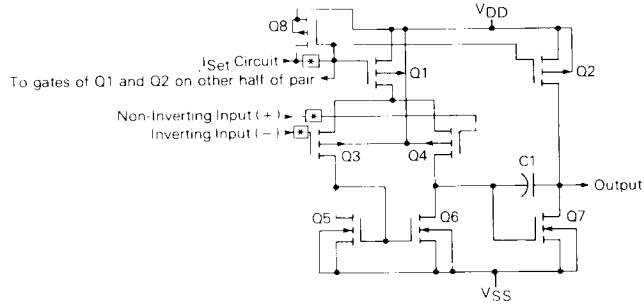 VDD
Q8
ISet Circuit
*
To gates of Q1 and Q2 on other half of pair
Q1
Q2
Non-Inverting Input (+)
*
Inverting Input (−)
*
Q3
Q4
C1
Output
Q5
Q6
Q7
VSS